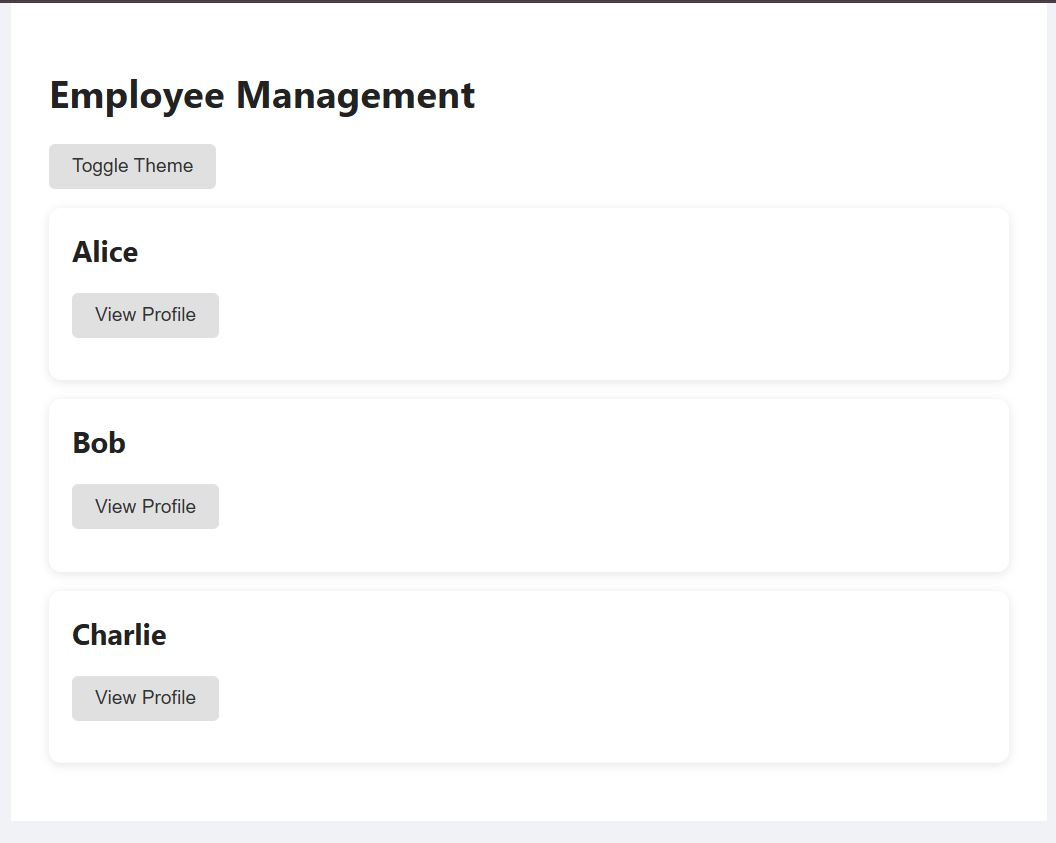 Employee Management
Toggle Theme
Alice
View Profile
Bob
View Profile
Charlie
View Profile